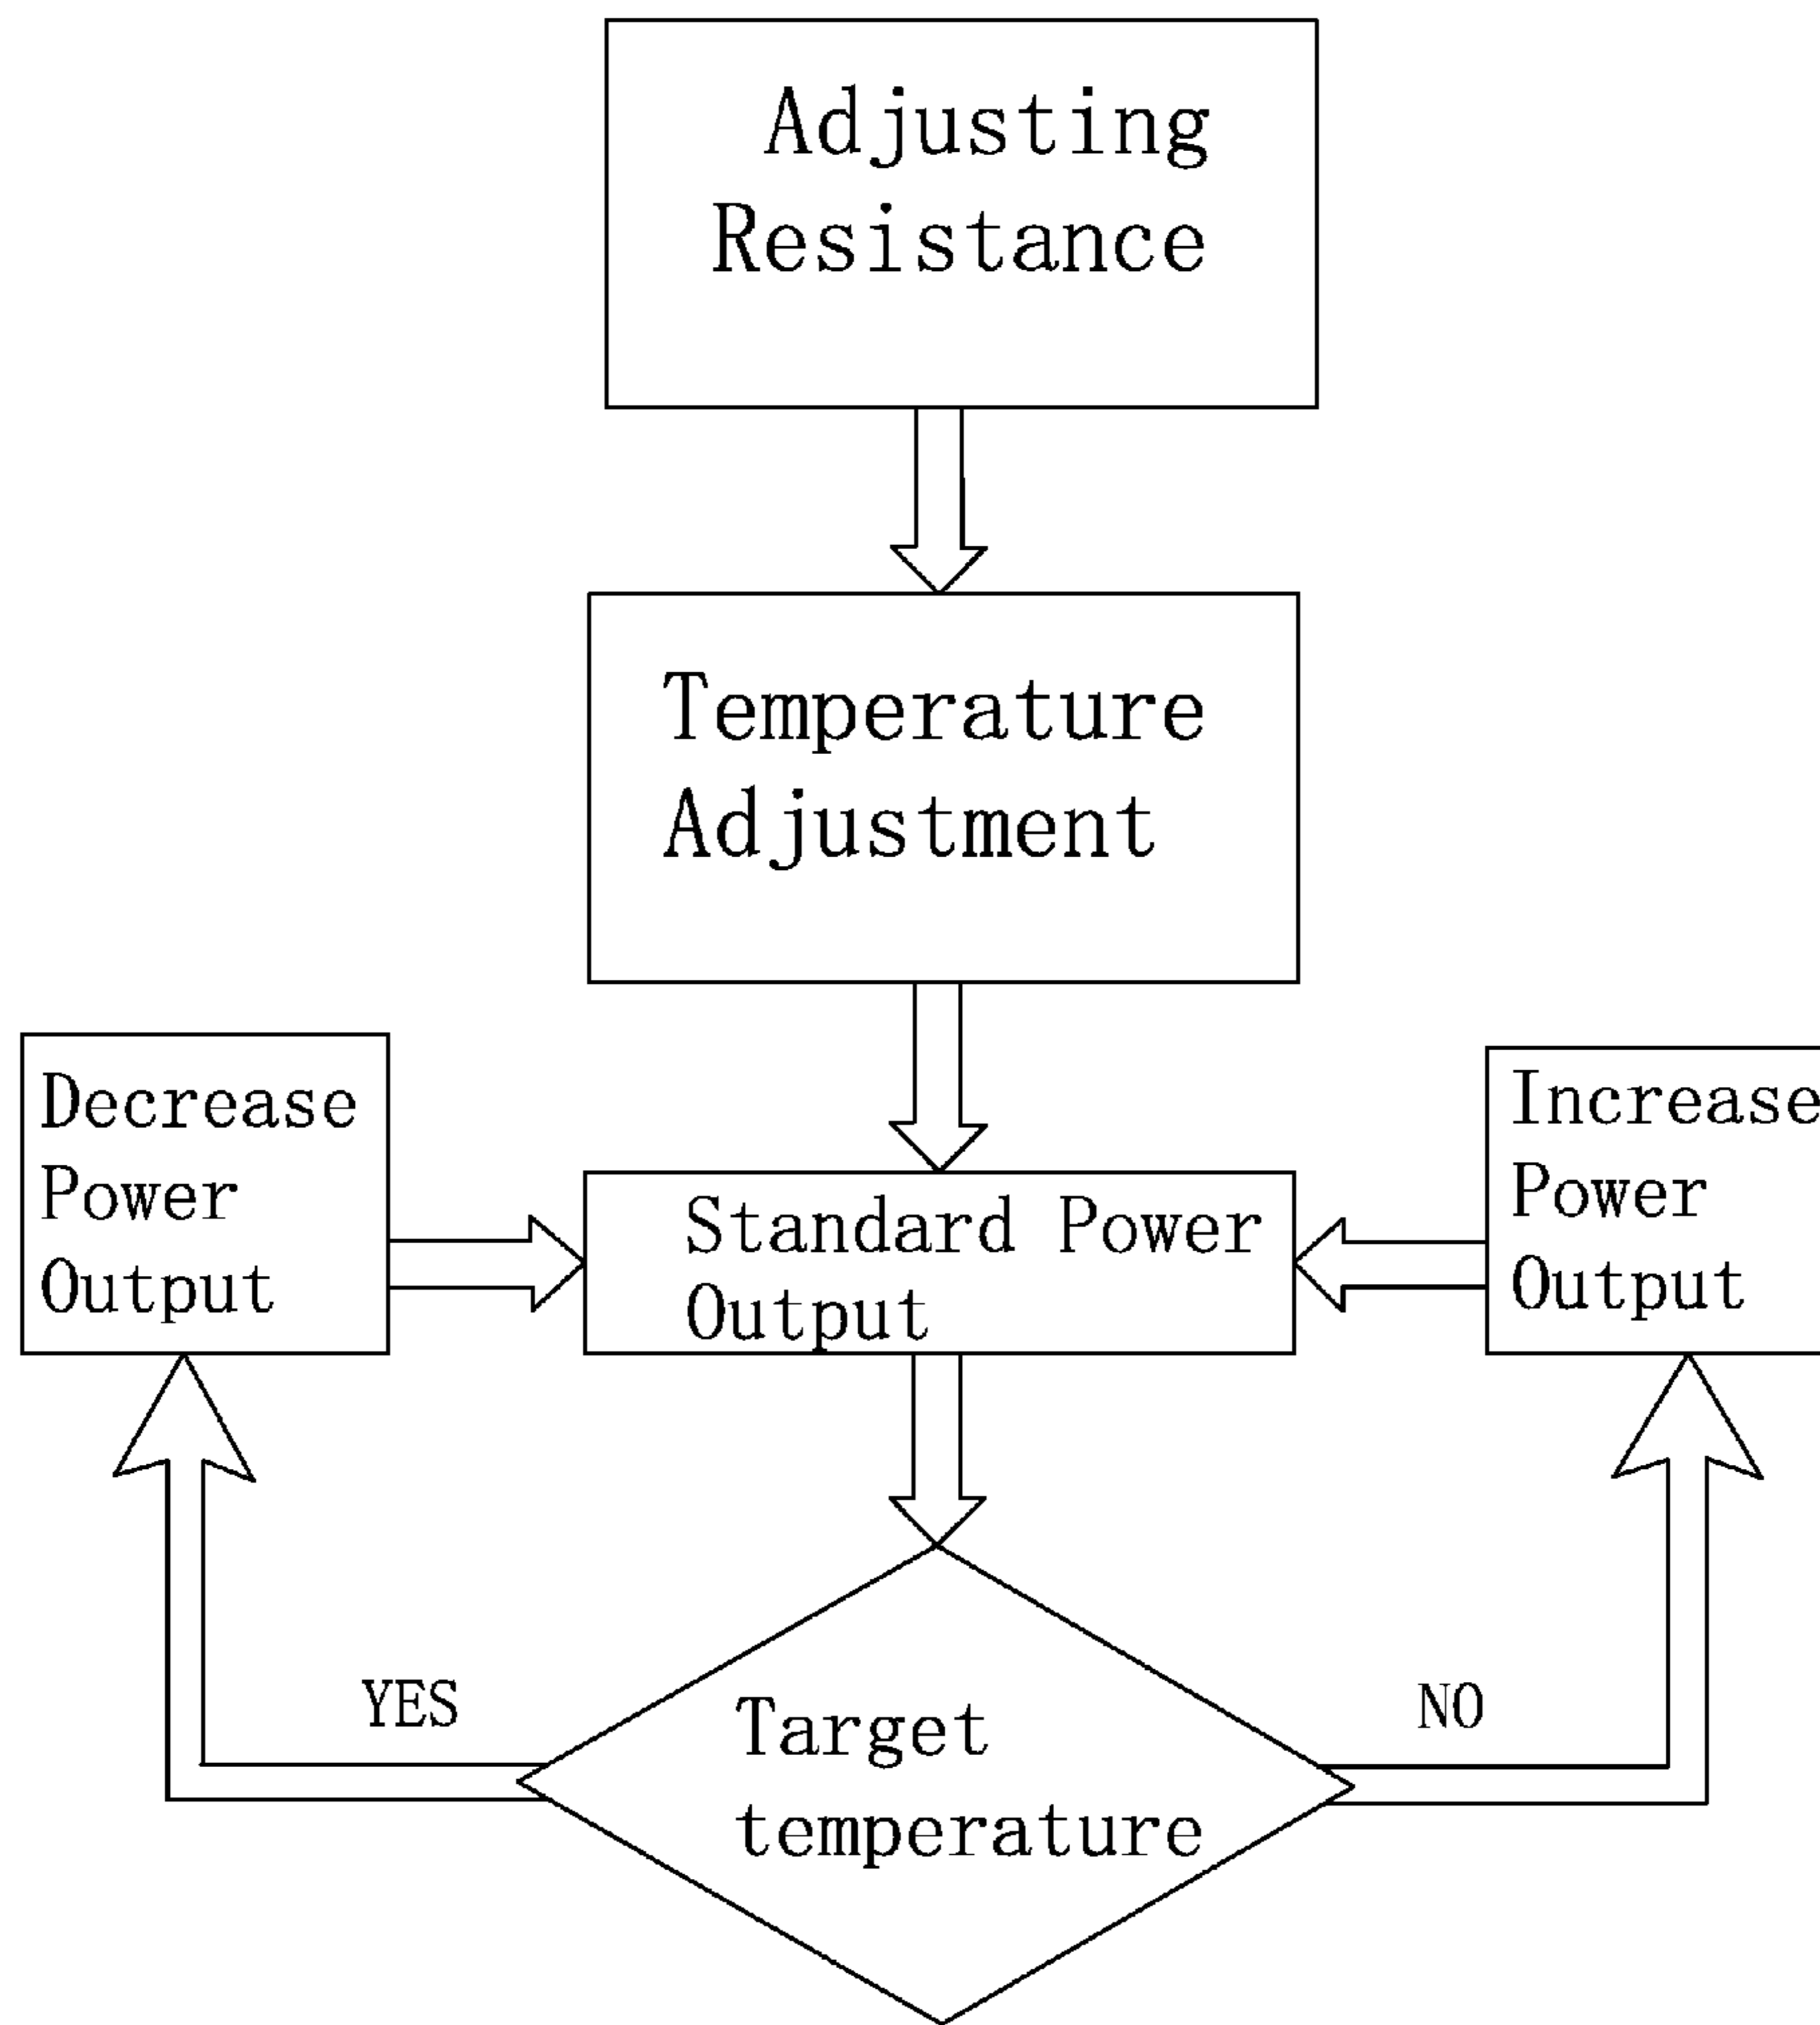 Adjusting
Resistance
Temperature
Adjustment
Decrease
Power
Output
Standard Power
Output
Increase
Power
Output
YES
NO
Target
temperature